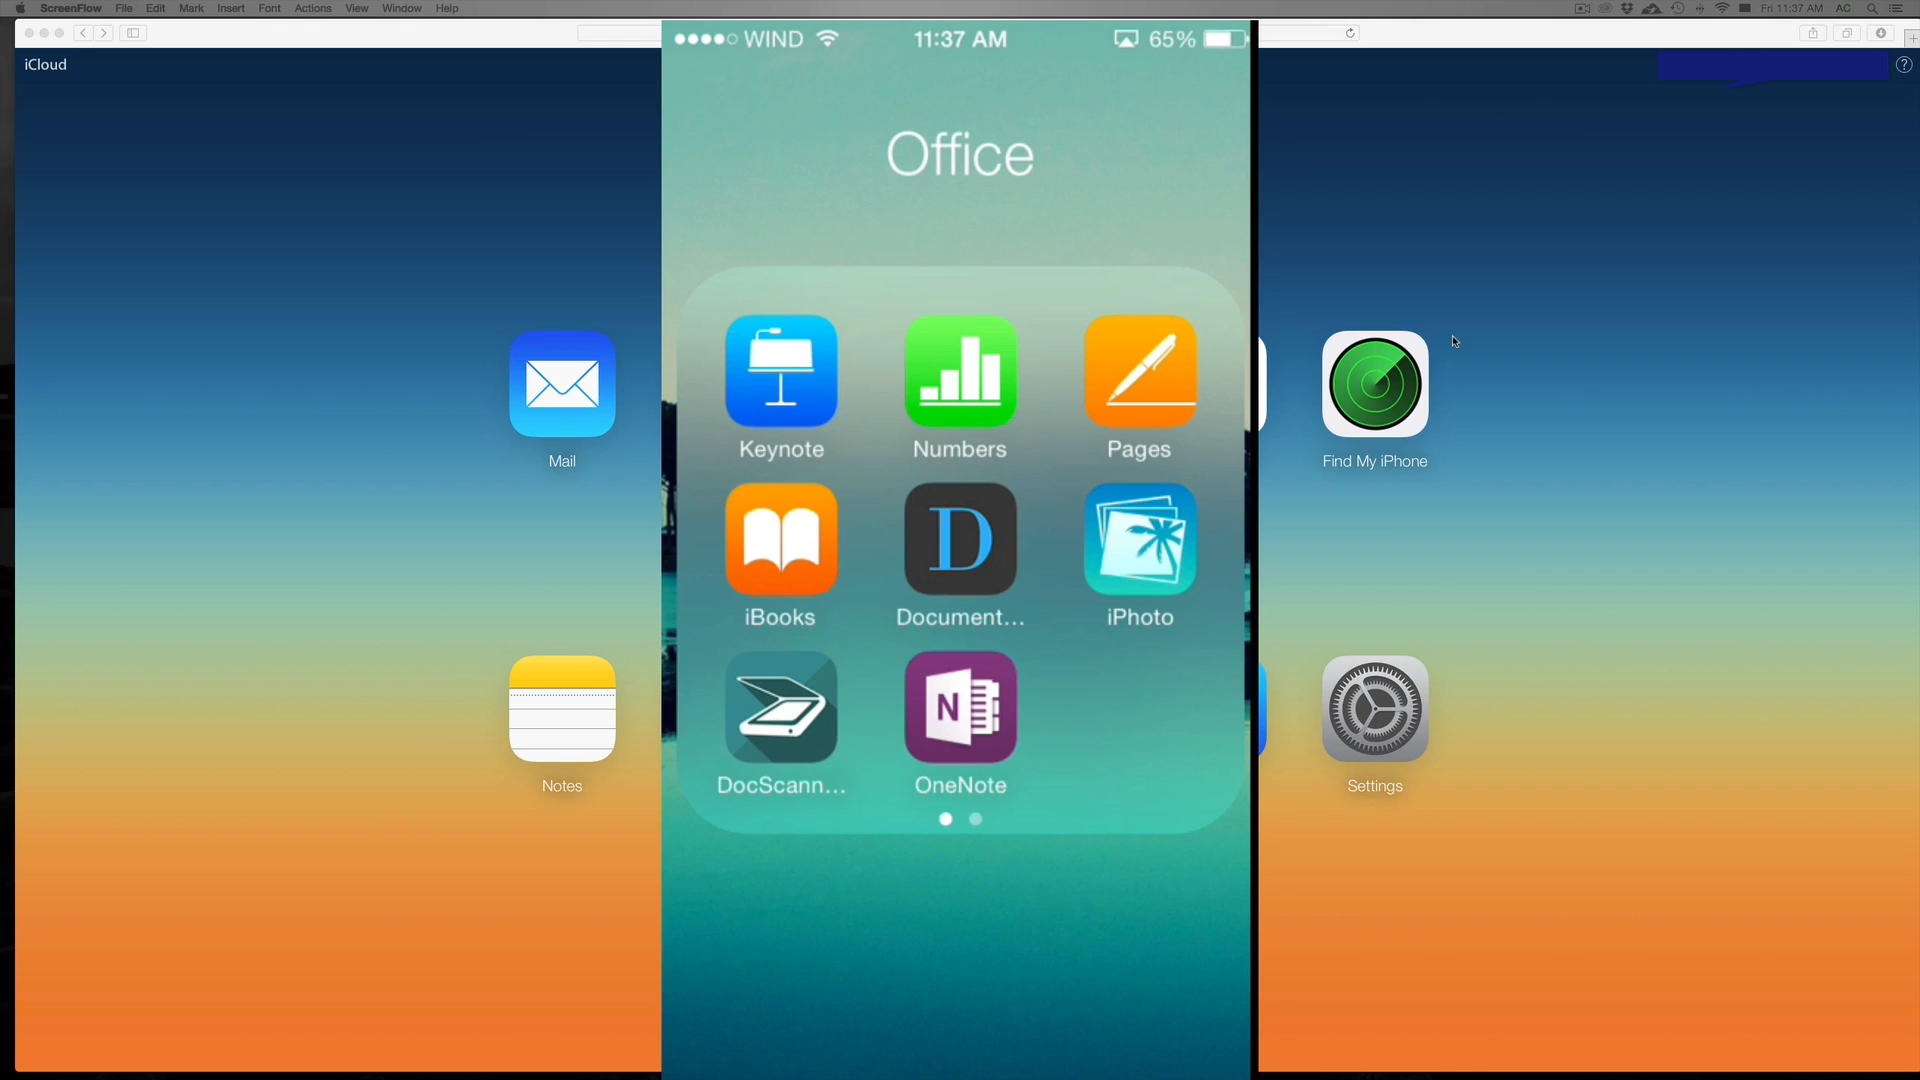 ScreenFlow File Edit Mark Insert Font Actions View Window Help Fri 11:37 AM AC
iCloud
WIND 11:37 AM 65%
Office
Keynote Numbers Pages
Mail Find My iPhone
D
iBooks Document... iPhoto
N
DocScann... OneNote
Notes Settings